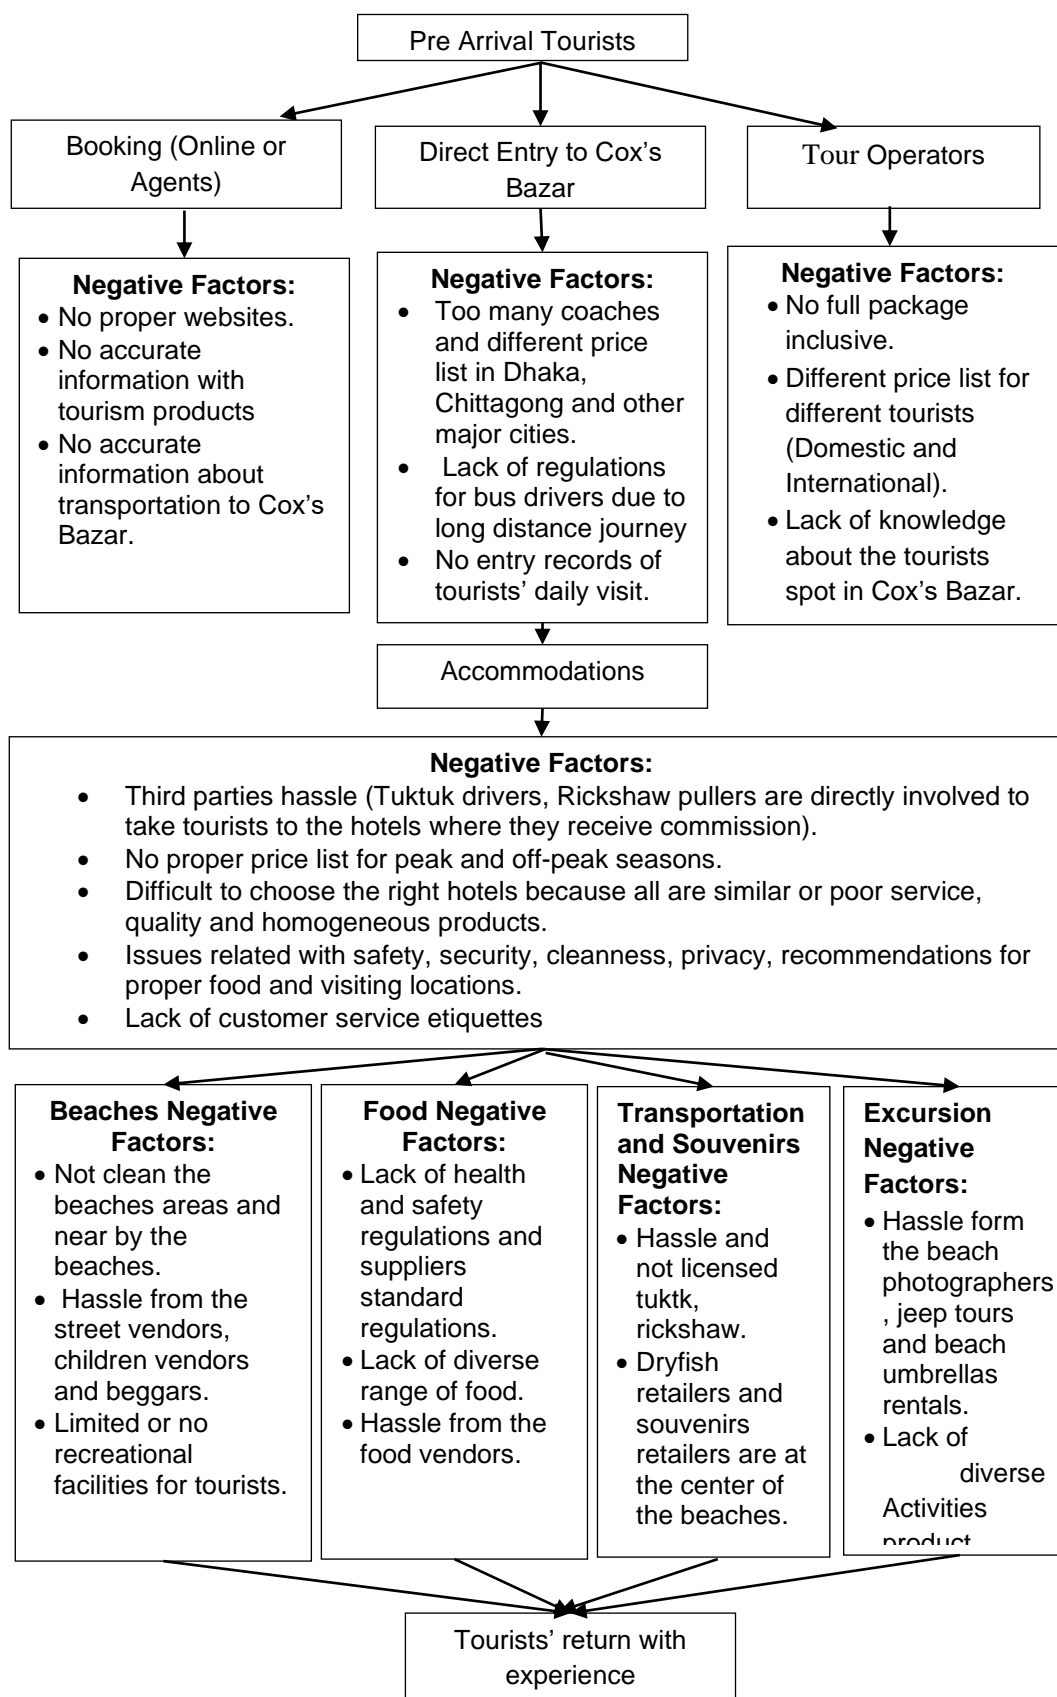 Pre Arrival Tourists
Booking (Online or
Agents)
Direct Entry to Cox's
Bazar
Tour Operators
Negative Factors:
• No proper websites.
• No accurate
information with
tourism products
• No accurate
information about
transportation to Cox's
Bazar.
Negative Factors:
• Too many coaches
and different price
list in Dhaka,
Chittagong and other
major cities.
• Lack of regulations
for bus drivers due to
long distance journey
• No entry records of
tourists' daily visit.
Negative Factors:
• No full package
inclusive.
• Different price list for
different tourists
(Domestic and
International).
• Lack of knowledge
about the tourists
spot in Cox's Bazar.
Accommodations
Negative Factors:
• Third parties hassle (Tuktuk drivers, Rickshaw pullers are directly involved to
take tourists to the hotels where they receive commission).
• No proper price list for peak and off-peak seasons.
• Difficult to choose the right hotels because all are similar or poor service,
quality and homogeneous products.
• Issues related with safety, security, cleanness, privacy, recommendations for
proper food and visiting locations.
• Lack of customer service etiquettes
Beaches Negative
Factors:
• Not clean the
beaches areas and
near by the
beaches.
• Hassle from the
street vendors,
children vendors
and beggars.
• Limited or no
recreational
facilities for tourists.
Food Negative
Factors:
• Lack of health
and safety
regulations and
suppliers
standard
regulations.
• Lack of diverse
range of food.
• Hassle from the
food vendors.
Transportation
and Souvenirs
Negative
Factors:
• Hassle and
not licensed
tuktk,
rickshaw.
• Dryfish
retailers and
souvenirs
retailers are at
the center of
the beaches.
Excursion
Negative
Factors:
• Hassle form
the beach
photographers
, jeep tours
and beach
umbrellas
rentals.
• Lack of
diverse
Activities
product
Tourists' return with
experience